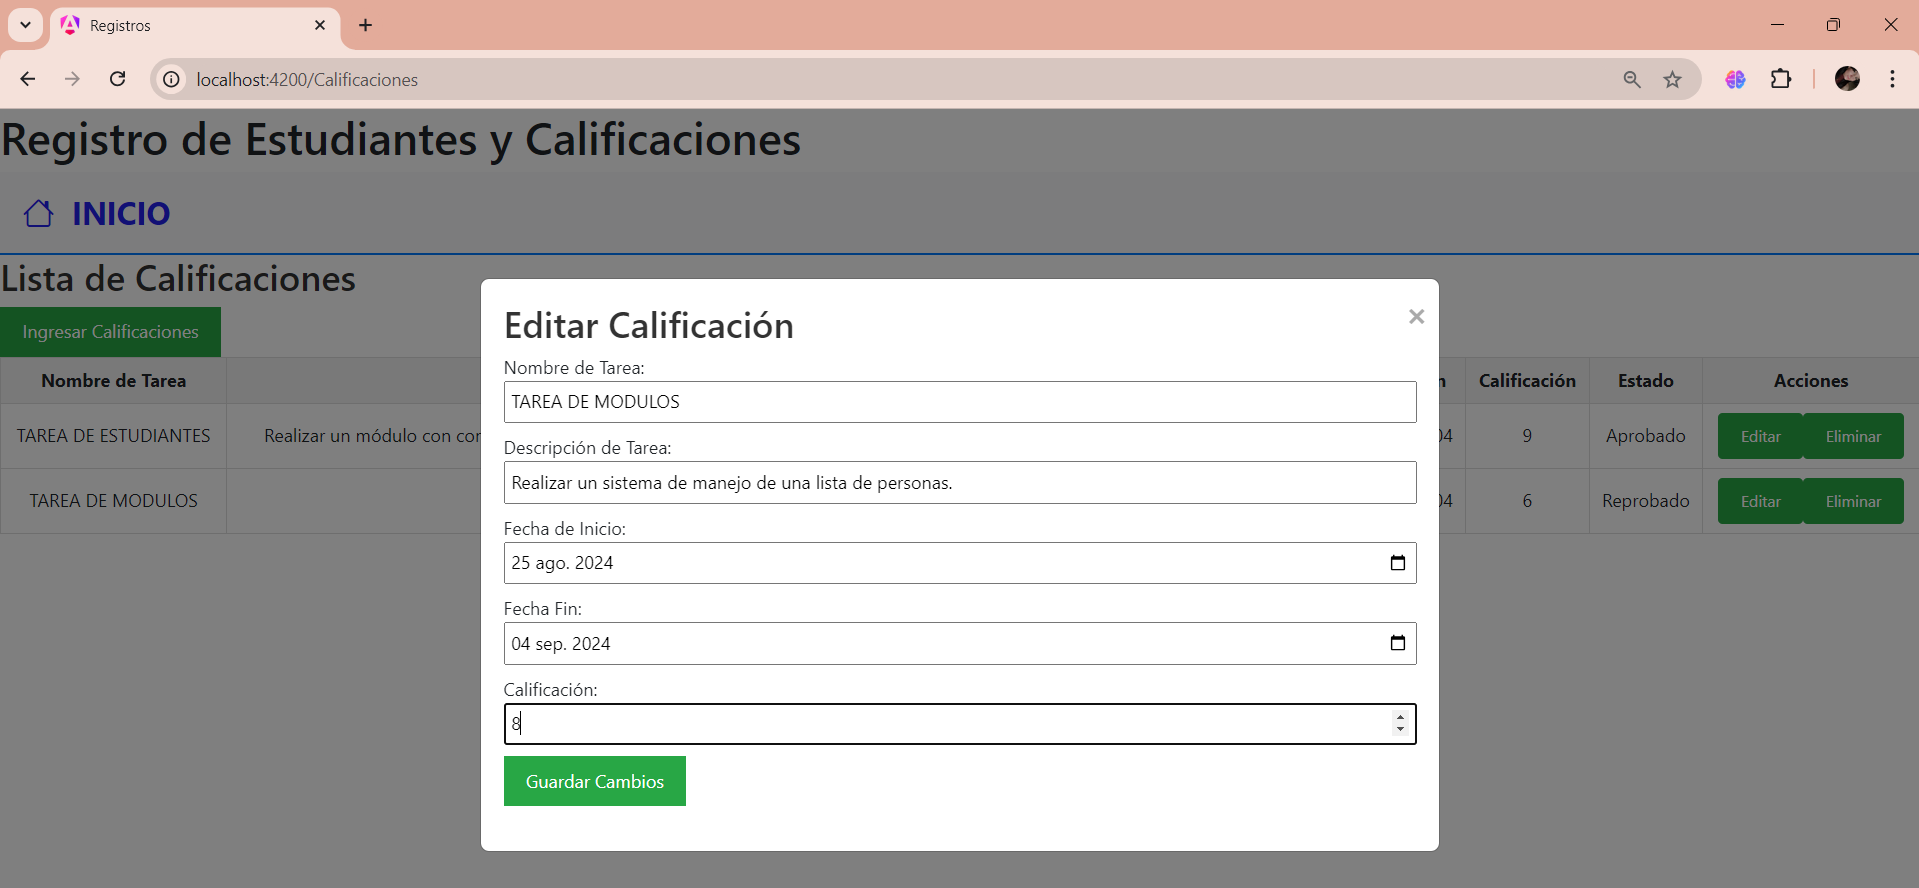 Registros
localhost:4200/Calificaciones
Registro de Estudiantes y Calificaciones
INICIO
Lista de Calificaciones
Ingresar Calificaciones
Nombre de Tarea
Calificación Estado Acciones
TAREA DE ESTUDIANTES Realizar un módulo con
04 9 Aprobado Editar Eliminar
TAREA DE MODULOS
04 6 Reprobado Editar Eliminar
Editar Calificación
×
Nombre de Tarea:
TAREA DE MODULOS
Descripción de Tarea:
Realizar un sistema de manejo de una lista de personas.
Fecha de Inicio:
25 ago. 2024
Fecha Fin:
04 sep. 2024
Calificación:
8
Guardar Cambios